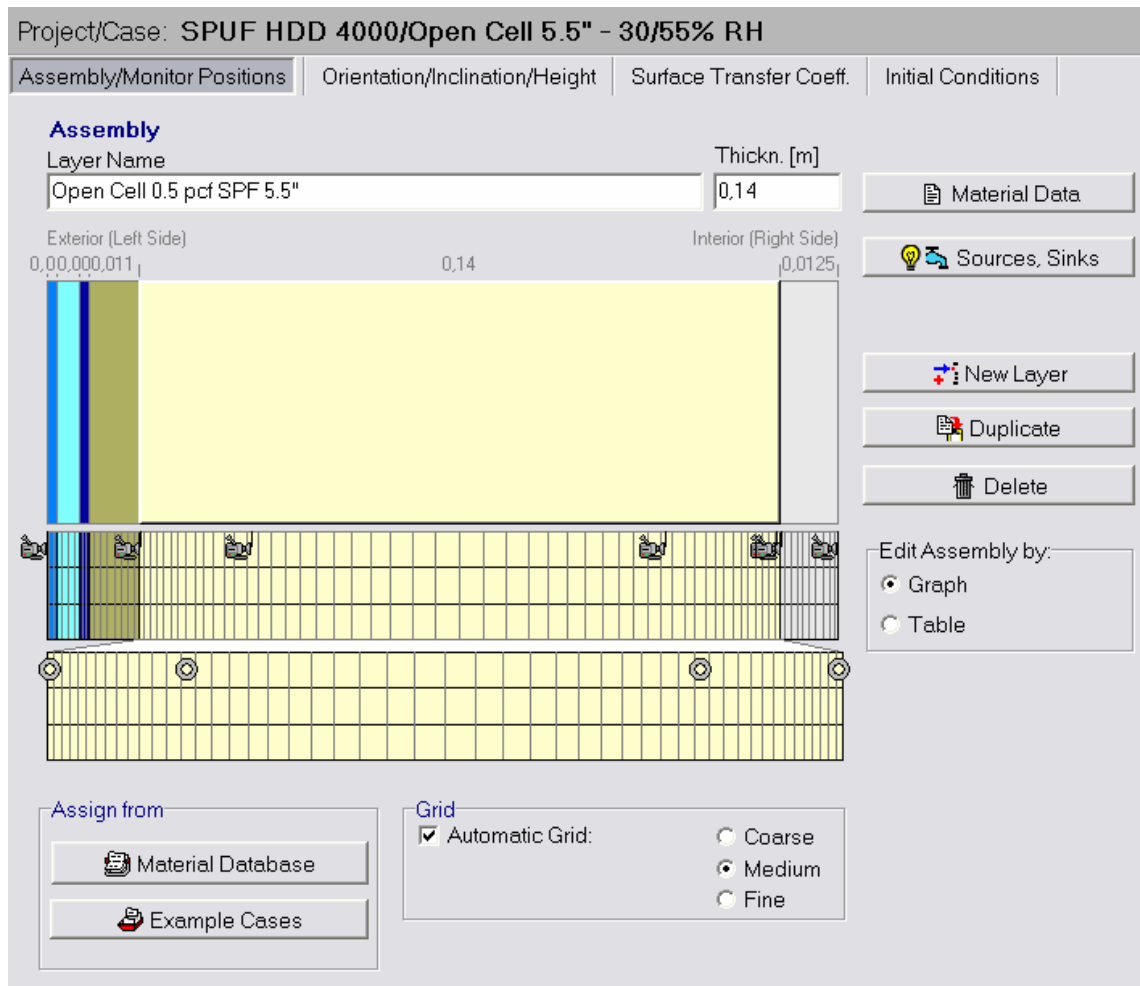 Project/Case: SPUF HDD 4000/Open Cell 5.5" - 30/55% RH
Assembly/Monitor Positions Orientation/Inclination/Height Surface Transfer Coeff. Initial Conditions
Assembly
Layer Name Thickn. [m]
Open Cell 0.5 pcf SPF 5.5" 0,14
Material Data
Exterior (Left Side) Interior (Right Side)
0,00,000,011 0,14 0,0125
Sources, Sinks
New Layer
Duplicate
Delete
Edit Assembly by:
Graph
Table
Assign from
Material Database
Example Cases
Grid
Automatic Grid: Coarse
Medium
Fine